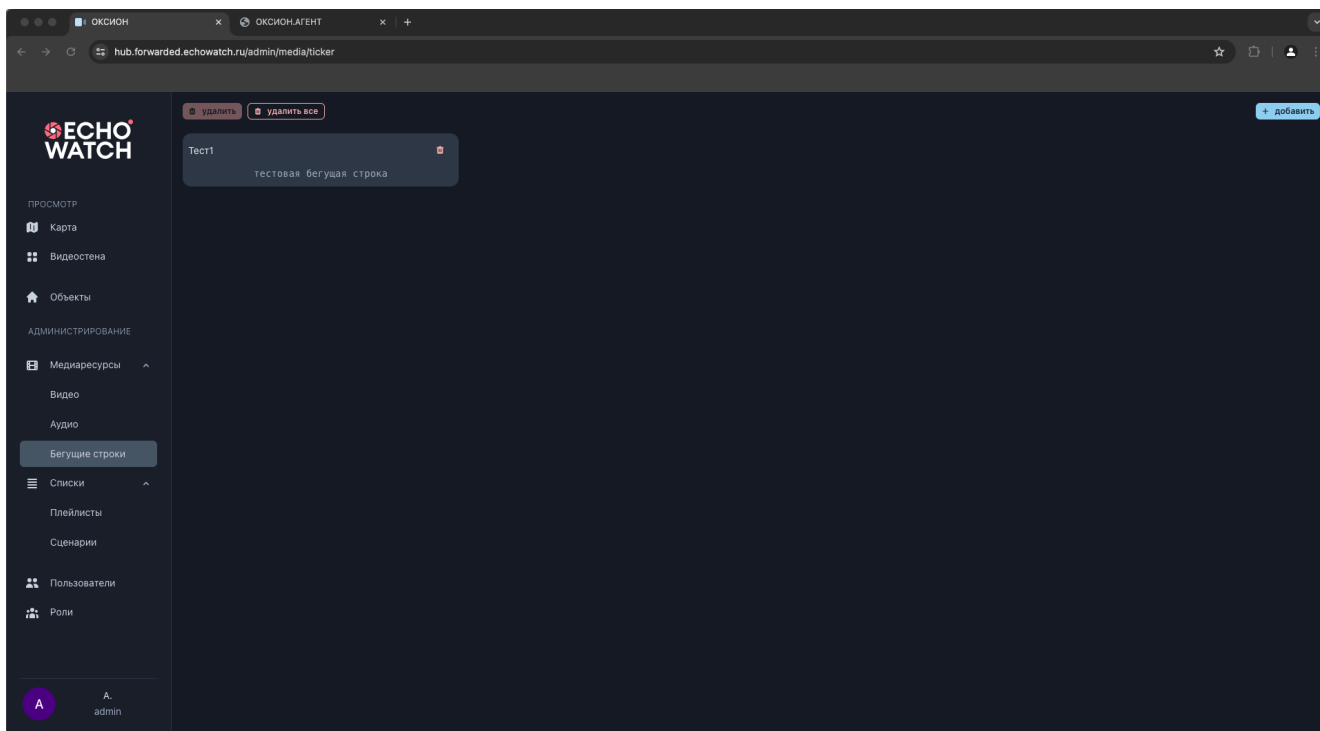 ОКСИОН
ОКСИОН.АГЕНТ
hub.forwarded.echowatch.ru/admin/media/ticker
ECHO
WATCH
удалить
удалить все
+ добавить
Тест1
тестовая бегущая строка
ПРОСМОТР
Карта
Видеостена
Объекты
АДМИНИСТРИРОВАНИЕ
Медиаресурсы
Видео
Аудио
Бегущие строки
Списки
Плейлисты
Сценарии
Пользователи
Роли
A
A.
admin